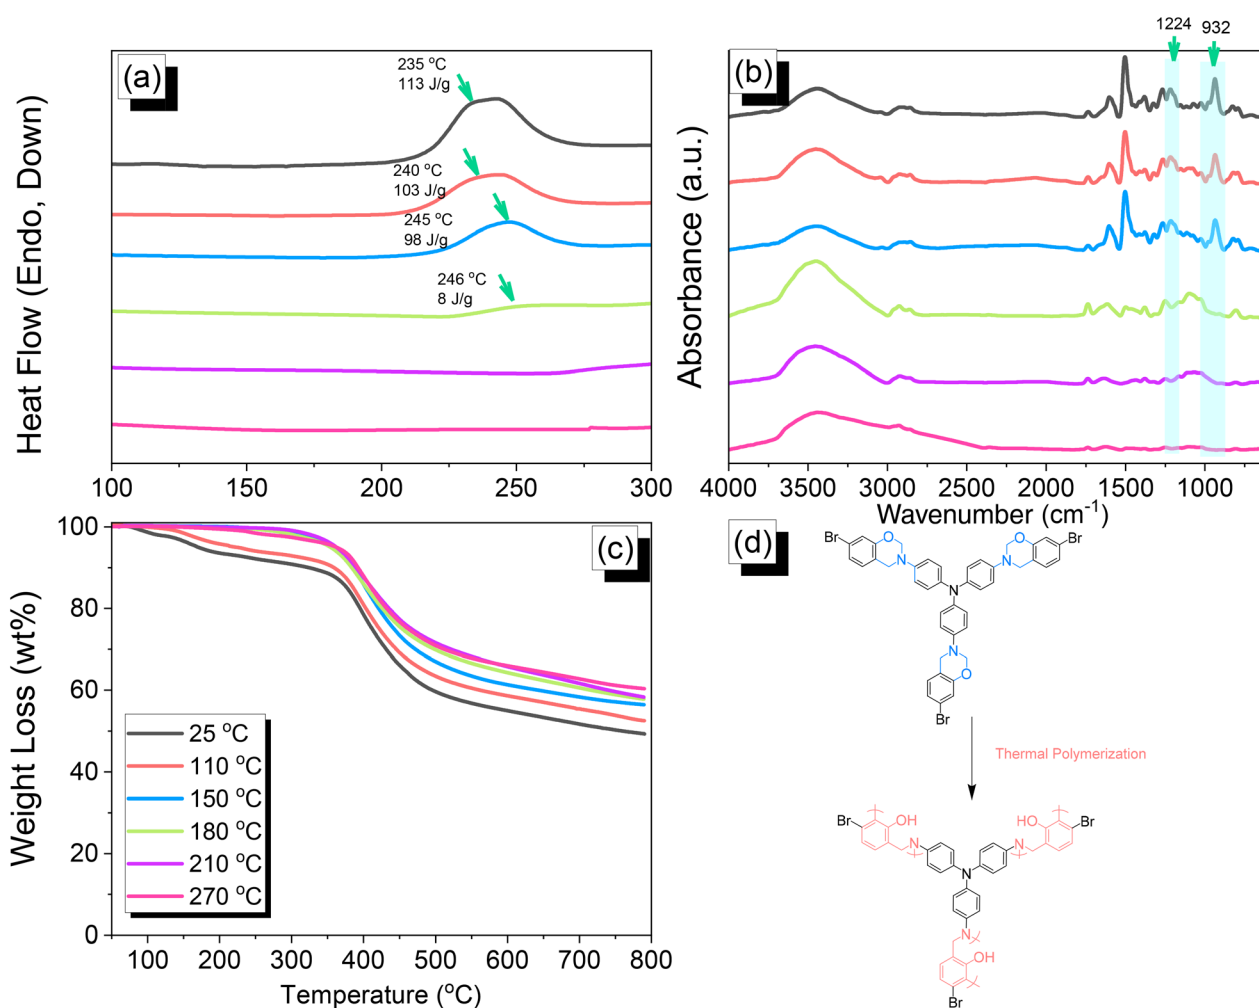 (a)
Heat Flow (Endo, Down)
235 °C
113 J/g
240 °C
103 J/g
245 °C
98 J/g
246 °C
8 J/g
100
150
200
250
300
(b)
1224
932
Absorbance (a.u.)
4000 3500 3000 2500 2000 1500 1000
Wavenumber (cm⁻¹)
(c)
Weight Loss (wt%)
100
80
60
40
20
0
25 °C
110 °C
150 °C
180 °C
210 °C
270 °C
100 200 300 400 500 600 700 800
Temperature (°C)
(d)
Br
O
N
N
O
Br
N
N
O
Br
Thermal Polymerization
Br
OH
N
HO
Br
N
N
N
OH
Br